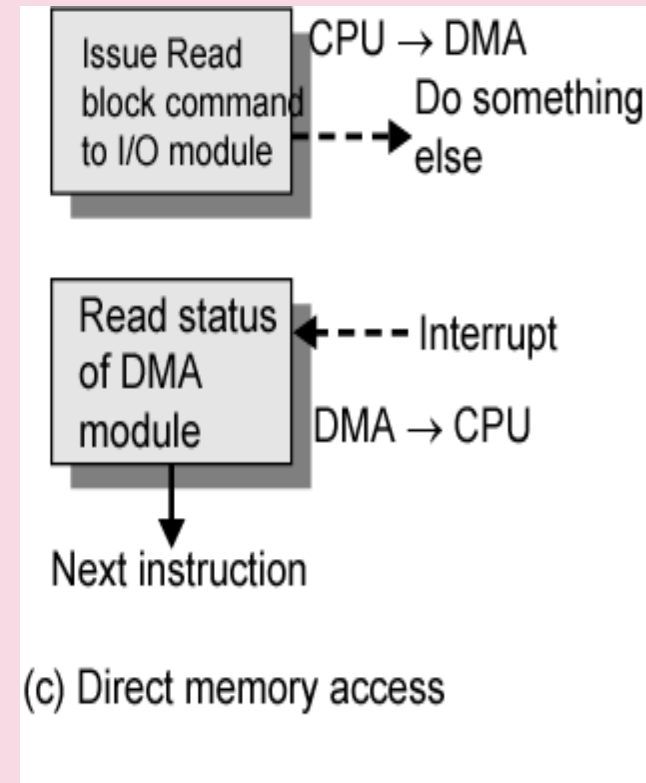 Issue Read
block command
to I/O module
CPU → DMA
Do something
else
Read status
of DMA
module
Interrupt
DMA → CPU
Next instruction
(c) Direct memory access